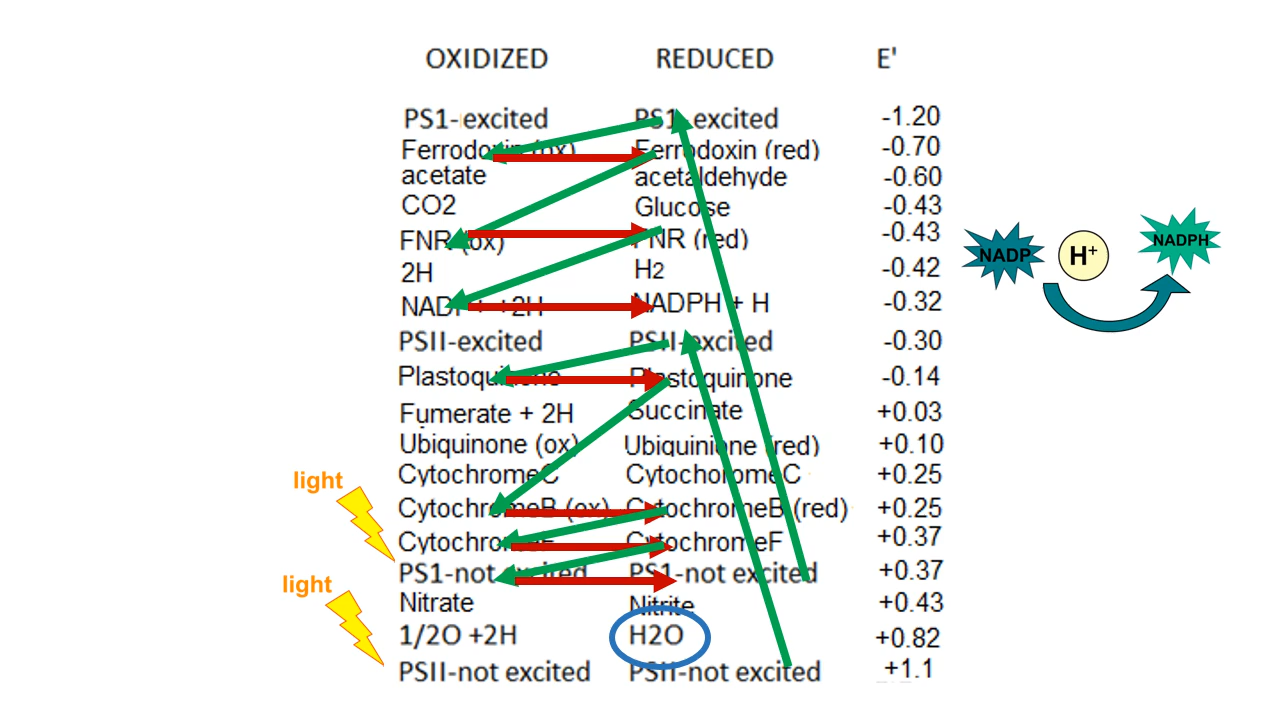 OXIDIZED REDUCED E'
PS1-excited PS1-excited -1.20
Ferrodoxin (ox) Ferrodoxin (red) -0.70
acetate acetaldehyde -0.60
CO2 Glucose -0.43
FNR (ox) FNR (red) -0.43
NADP H+ NADPH
2H H2 -0.42
NADP+ +2H NADPH + H -0.32
PSII-excited PSII-excited -0.30
Plastoquinone Plastoquinone -0.14
Fumerate + 2H Succinate +0.03
Ubiquinone (ox) Ubiquinione (red) +0.10
CytochromeC CytochoromeC +0.25
light
CytochromeB (ox) CytochromeB (red) +0.25
CytochromeF CytochromeF +0.37
PS1-not excited PS1-not excited +0.37
light
Nitrate Nitrite +0.43
1/2O +2H H2O +0.82
PSII-not excited PSII-not excited +1.1